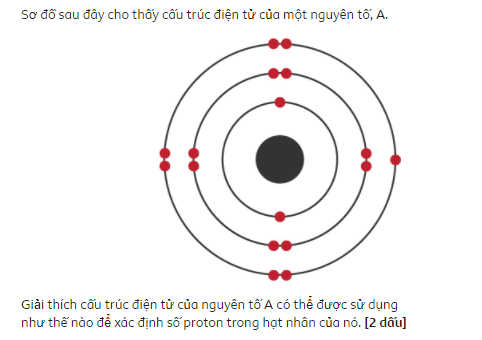 Sơ đồ sau đây cho thấy cấu trúc điện tử của một nguyên tố, A.
Giải thích cấu trúc điện tử của nguyên tố A có thể được sử dụng
như thế nào để xác định số proton trong hạt nhân của nó. [2 dấu]